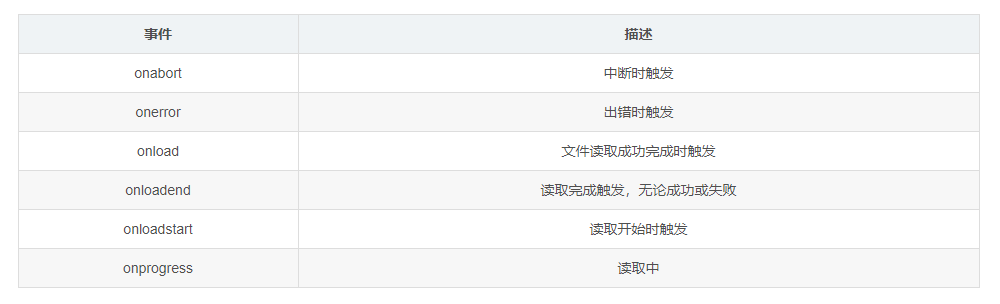 事件 描述
onabort 中断时触发
onerror 出错时触发
onload 文件读取成功完成时触发
onloadend 读取完成触发，无论成功或失败
onloadstart 读取开始时触发
onprogress 读取中